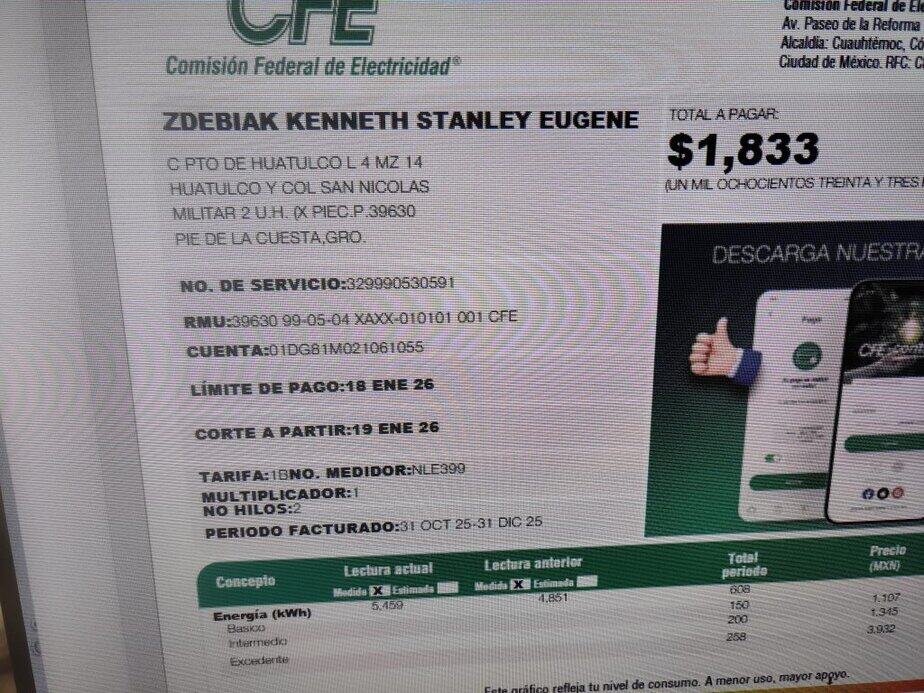 CFE
Comisión Federal de Electricidad®
Comisión Federal de
Av. Paseo de la Reforma
Alcaldía: Cuauhtémoc,
Ciudad de México. RFC:
ZDEBIAK KENNETH STANLEY EUGENE
C PTO DE HUATULCO L 4 MZ 14
HUATULCO Y COL SAN NICOLAS
MILITAR 2 U.H. (X PIEC.P.39630
PIE DE LA CUESTA,GRO.
TOTAL A PAGAR:
$1,833
(UN MIL OCHOCIENTOS TREINTA Y TRES
NO. DE SERVICIO:329990530591
RMU:39630 99-05-04 XAXX-010101 001 CFE
CUENTA:01DG81M021061055
LÍMITE DE PAGO:18 ENE 26
CORTE A PARTIR:19 ENE 26
TARIFA:1BNO. MEDIDOR:NLE399
MULTIPLICADOR:1
NO HILOS:2
PERIODO FACTURADO:31 OCT 25-31 DIC 25
DESCARGA NUESTRA
Pago
CFE
Concepto Lectura actual Lectura anterior Total periodo Precio (MXN)
Medida X Estimada Medida X Estimada
Energía (kWh) 5,459 4,851 608
Basico 150 1.107
Intermedio 200 1.345
Excedente 258 3.932
Este gráfico refleja tu nivel de consumo. A menor uso, mayor apoyo.